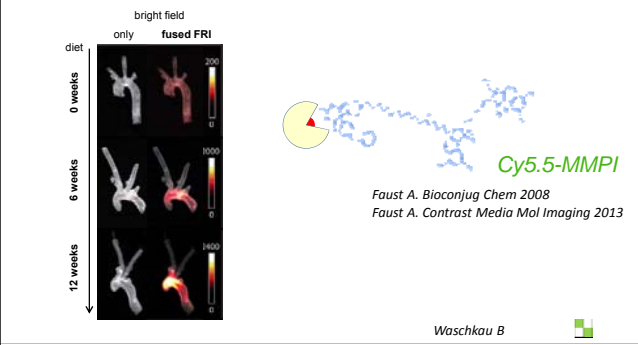 bright field
only fused FRI
diet
0 weeks
200
0
6 weeks
1000
0
12 weeks
0
Cy5.5-MMPI
Faust A. Bioconjug Chem 2008
Faust A. Contrast Media Mol Imaging 2013
Waschkau B